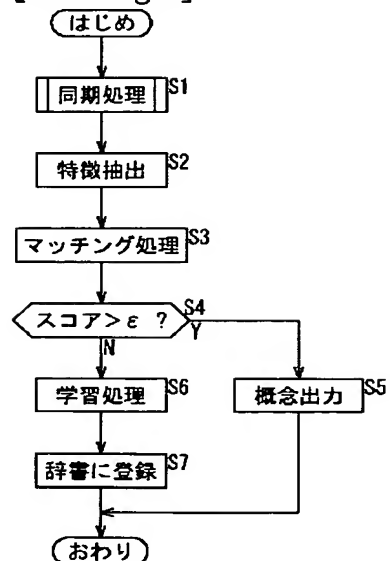 はじめ
同期処理 S1
特徴抽出 S2
マッチング処理 S3
スコア>ε ? S4
N Y
学習処理 S6
概念出力 S5
辞書に登録 S7
おわり